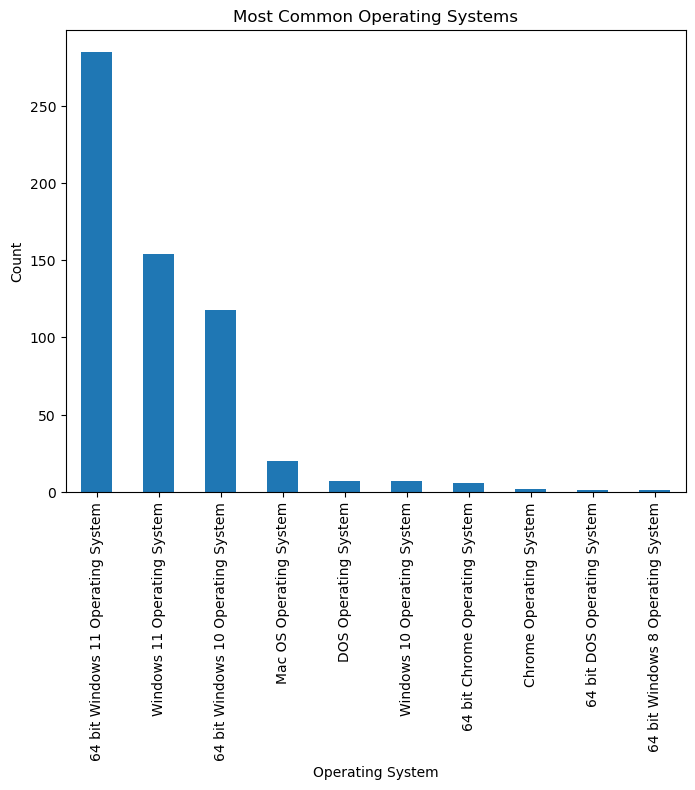 Most Common Operating Systems
Count
250
200
150
100
50
0
64 bit Windows 11 Operating System
Windows 11 Operating System
64 bit Windows 10 Operating System
Mac OS Operating System
DOS Operating System
Windows 10 Operating System
64 bit Chrome Operating System
Chrome Operating System
64 bit DOS Operating System
64 bit Windows 8 Operating System
Operating System